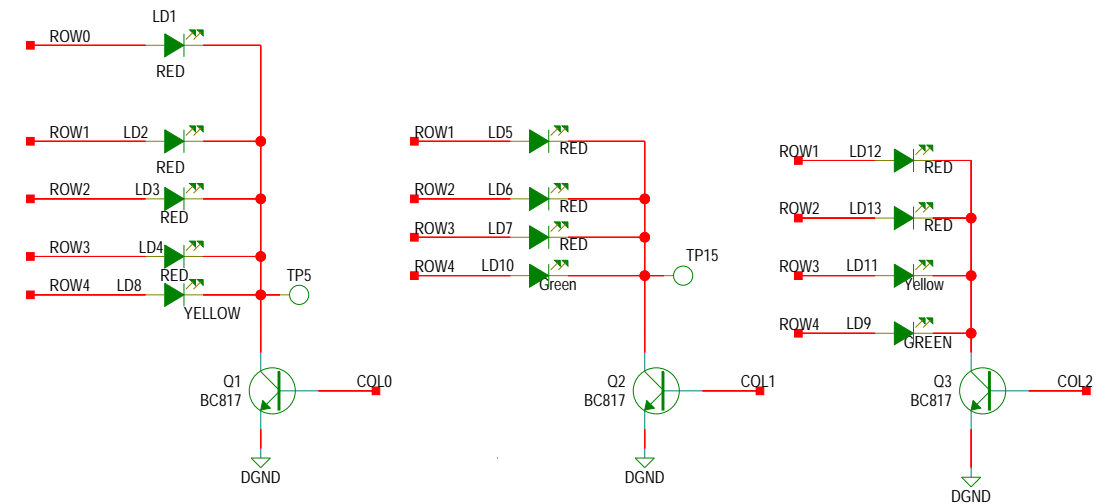 LD1
ROW0
RED
ROW1 LD2
RED
ROW2 LD3
RED
ROW3 LD4
RED
ROW4 LD8
YELLOW
TP5
Q1
BC817
COL0
DGND
ROW1 LD5
RED
ROW2 LD6
RED
ROW3 LD7
RED
ROW4 LD10
Green
TP15
Q2
BC817
COL1
DGND
ROW1 LD12
RED
ROW2 LD13
RED
ROW3 LD11
Yellow
ROW4 LD9
GREEN
Q3
BC817
COL2
DGND